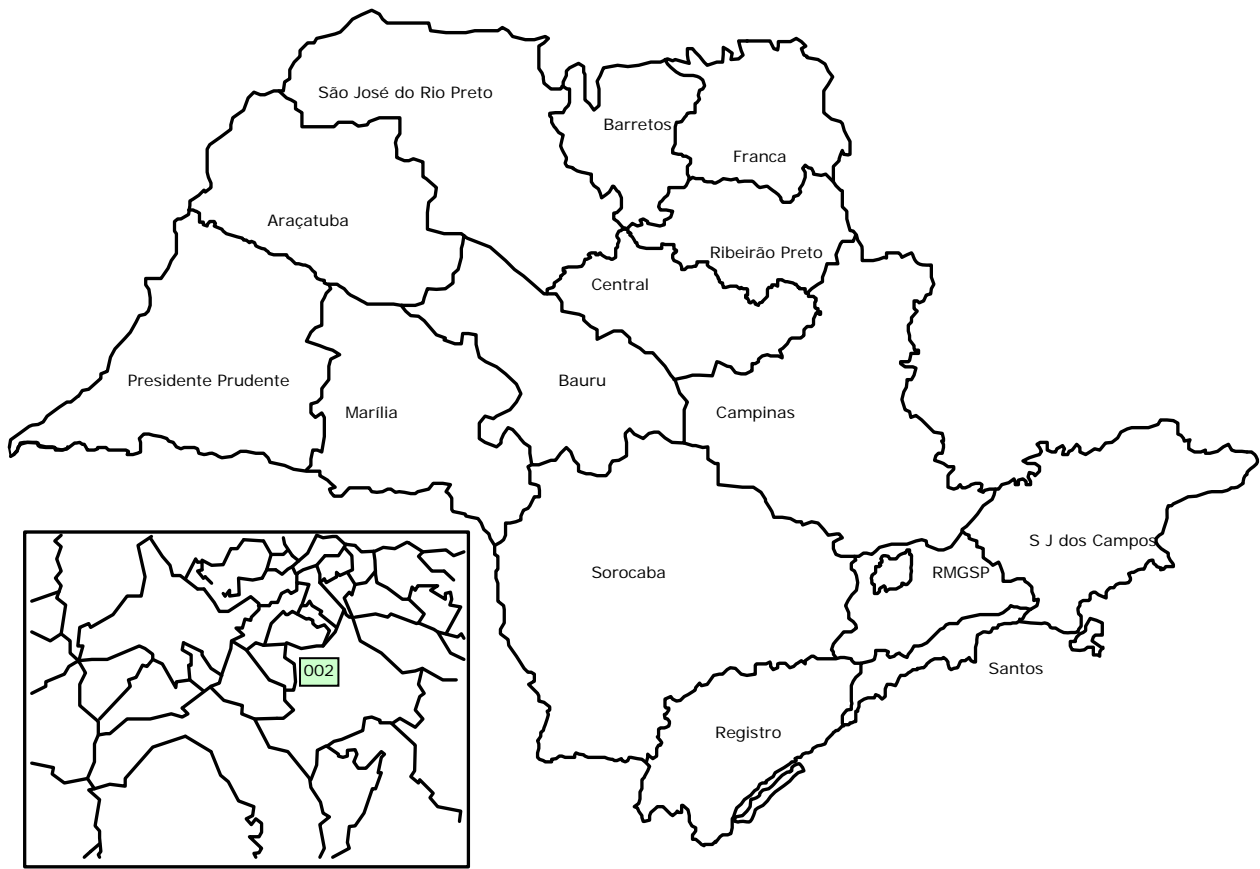 São José do Rio Preto
Barretos
Franca
Araçatuba
Ribeirão Preto
Central
Presidente Prudente
Bauru
Marília
Campinas
S J dos Campos
Sorocaba
RMGSP
002
Santos
Registro